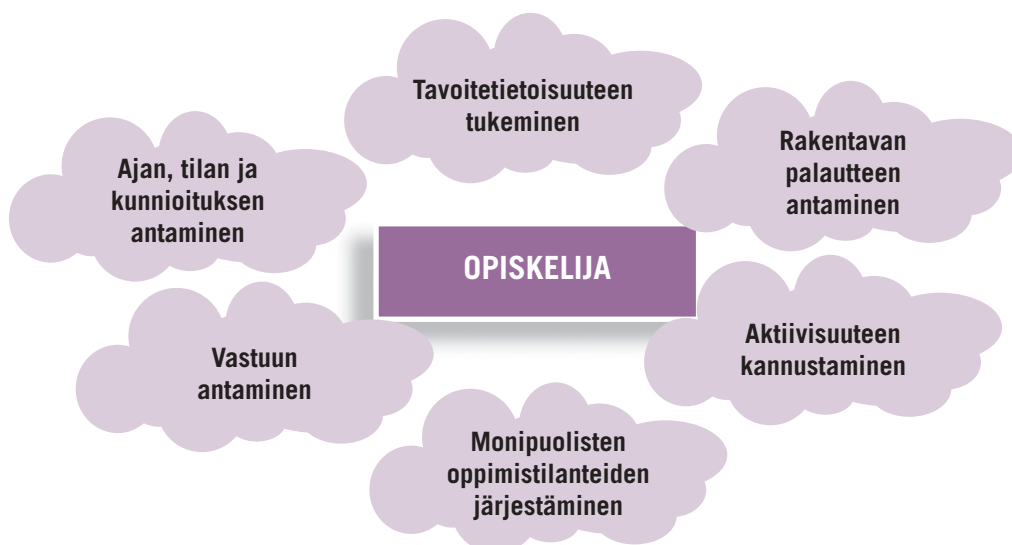 Tavoitetietoisuuteen
tukeminen
Rakentavan
palautteen
antaminen
Ajan, tilan ja
kunnioituksen
antaminen
OPISKELIJA
Aktiivisuuteen
kannustaminen
Vastuun
antaminen
Monipuolisten
oppimistilanteiden
järjestäminen